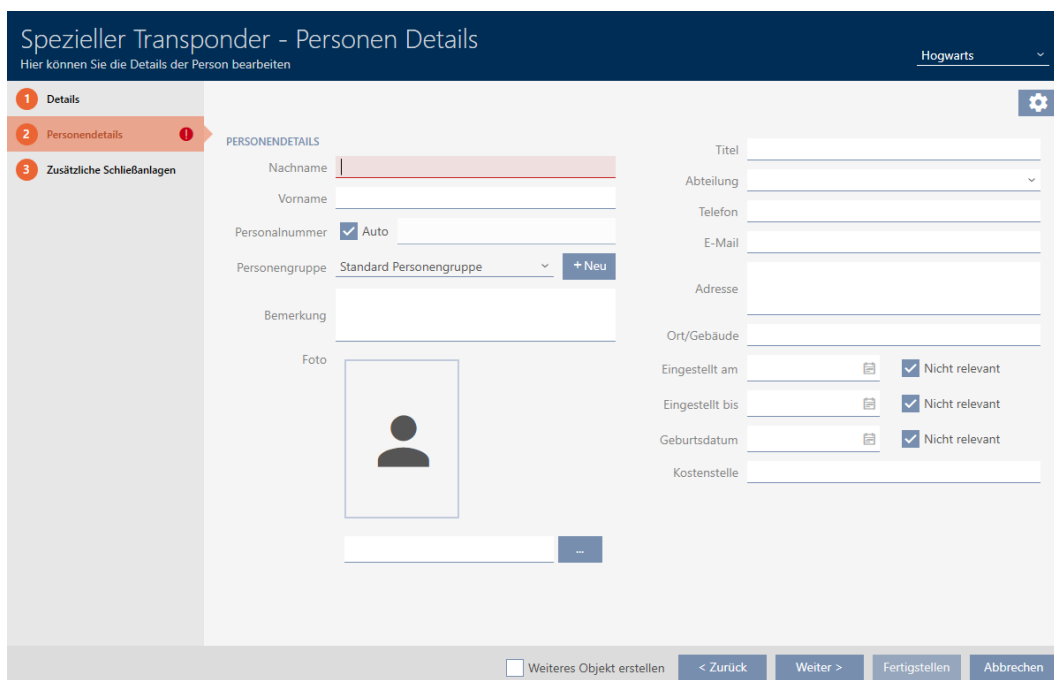 Spezieller Transponder - Personen Details
Hier können Sie die Details der Person bearbeiten
Hogwarts
1 Details
2 Personendetails
3 Zusätzliche Schließanlagen
PERSONENDETAILS
Nachname
Vorname
Personalnummer Auto
Personengruppe Standard Personengruppe + Neu
Bemerkung
Foto
...
Titel
Abteilung
Telefon
E-Mail
Adresse
Ort/Gebäude
Eingestellt am Nicht relevant
Eingestellt bis Nicht relevant
Geburtsdatum Nicht relevant
Kostenstelle
Weiteres Objekt erstellen < Zurück Weiter > Fertigstellen Abbrechen